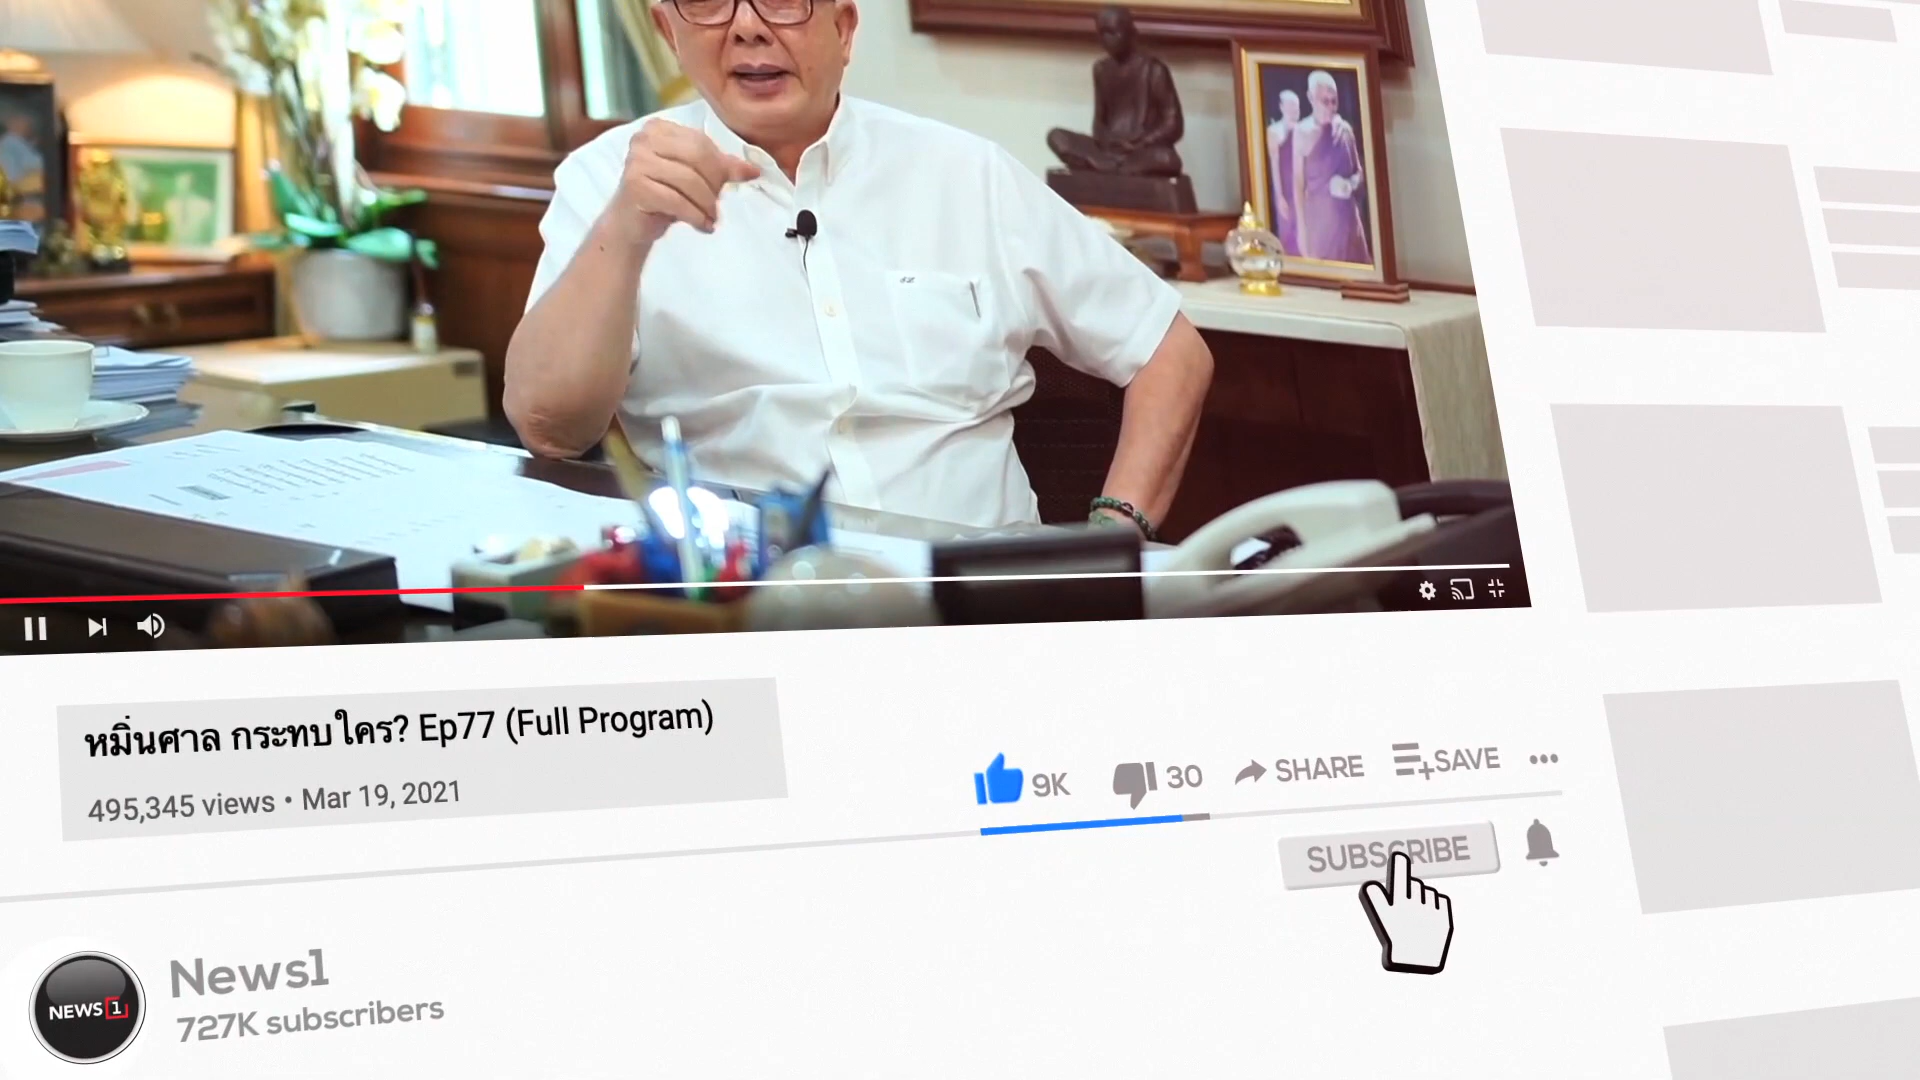 หมิ่นศาล กระทบใคร? Ep77 (Full Program)
495,345 views • Mar 19, 2021
9K
30
SHARE
SAVE
SUBSCRIBE
NEWS 1
News1
727K subscribers